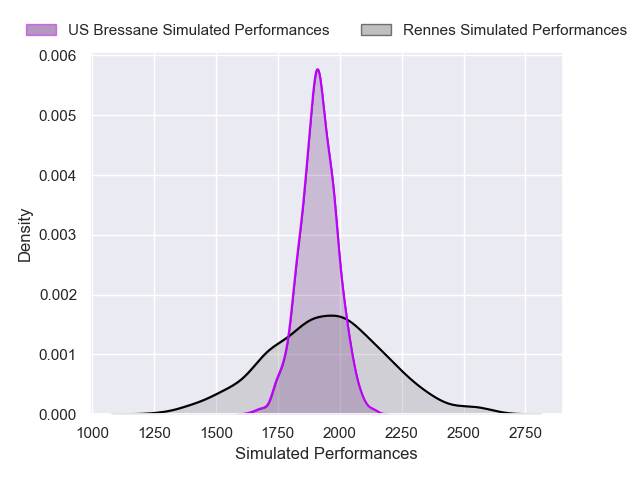 US Bressane Simulated Performances Rennes Simulated Performances
0.006
0.005
0.004
0.003
0.002
0.001
0.000
Density
1000 1250 1500 1750 2000 2250 2500 2750
Simulated Performances